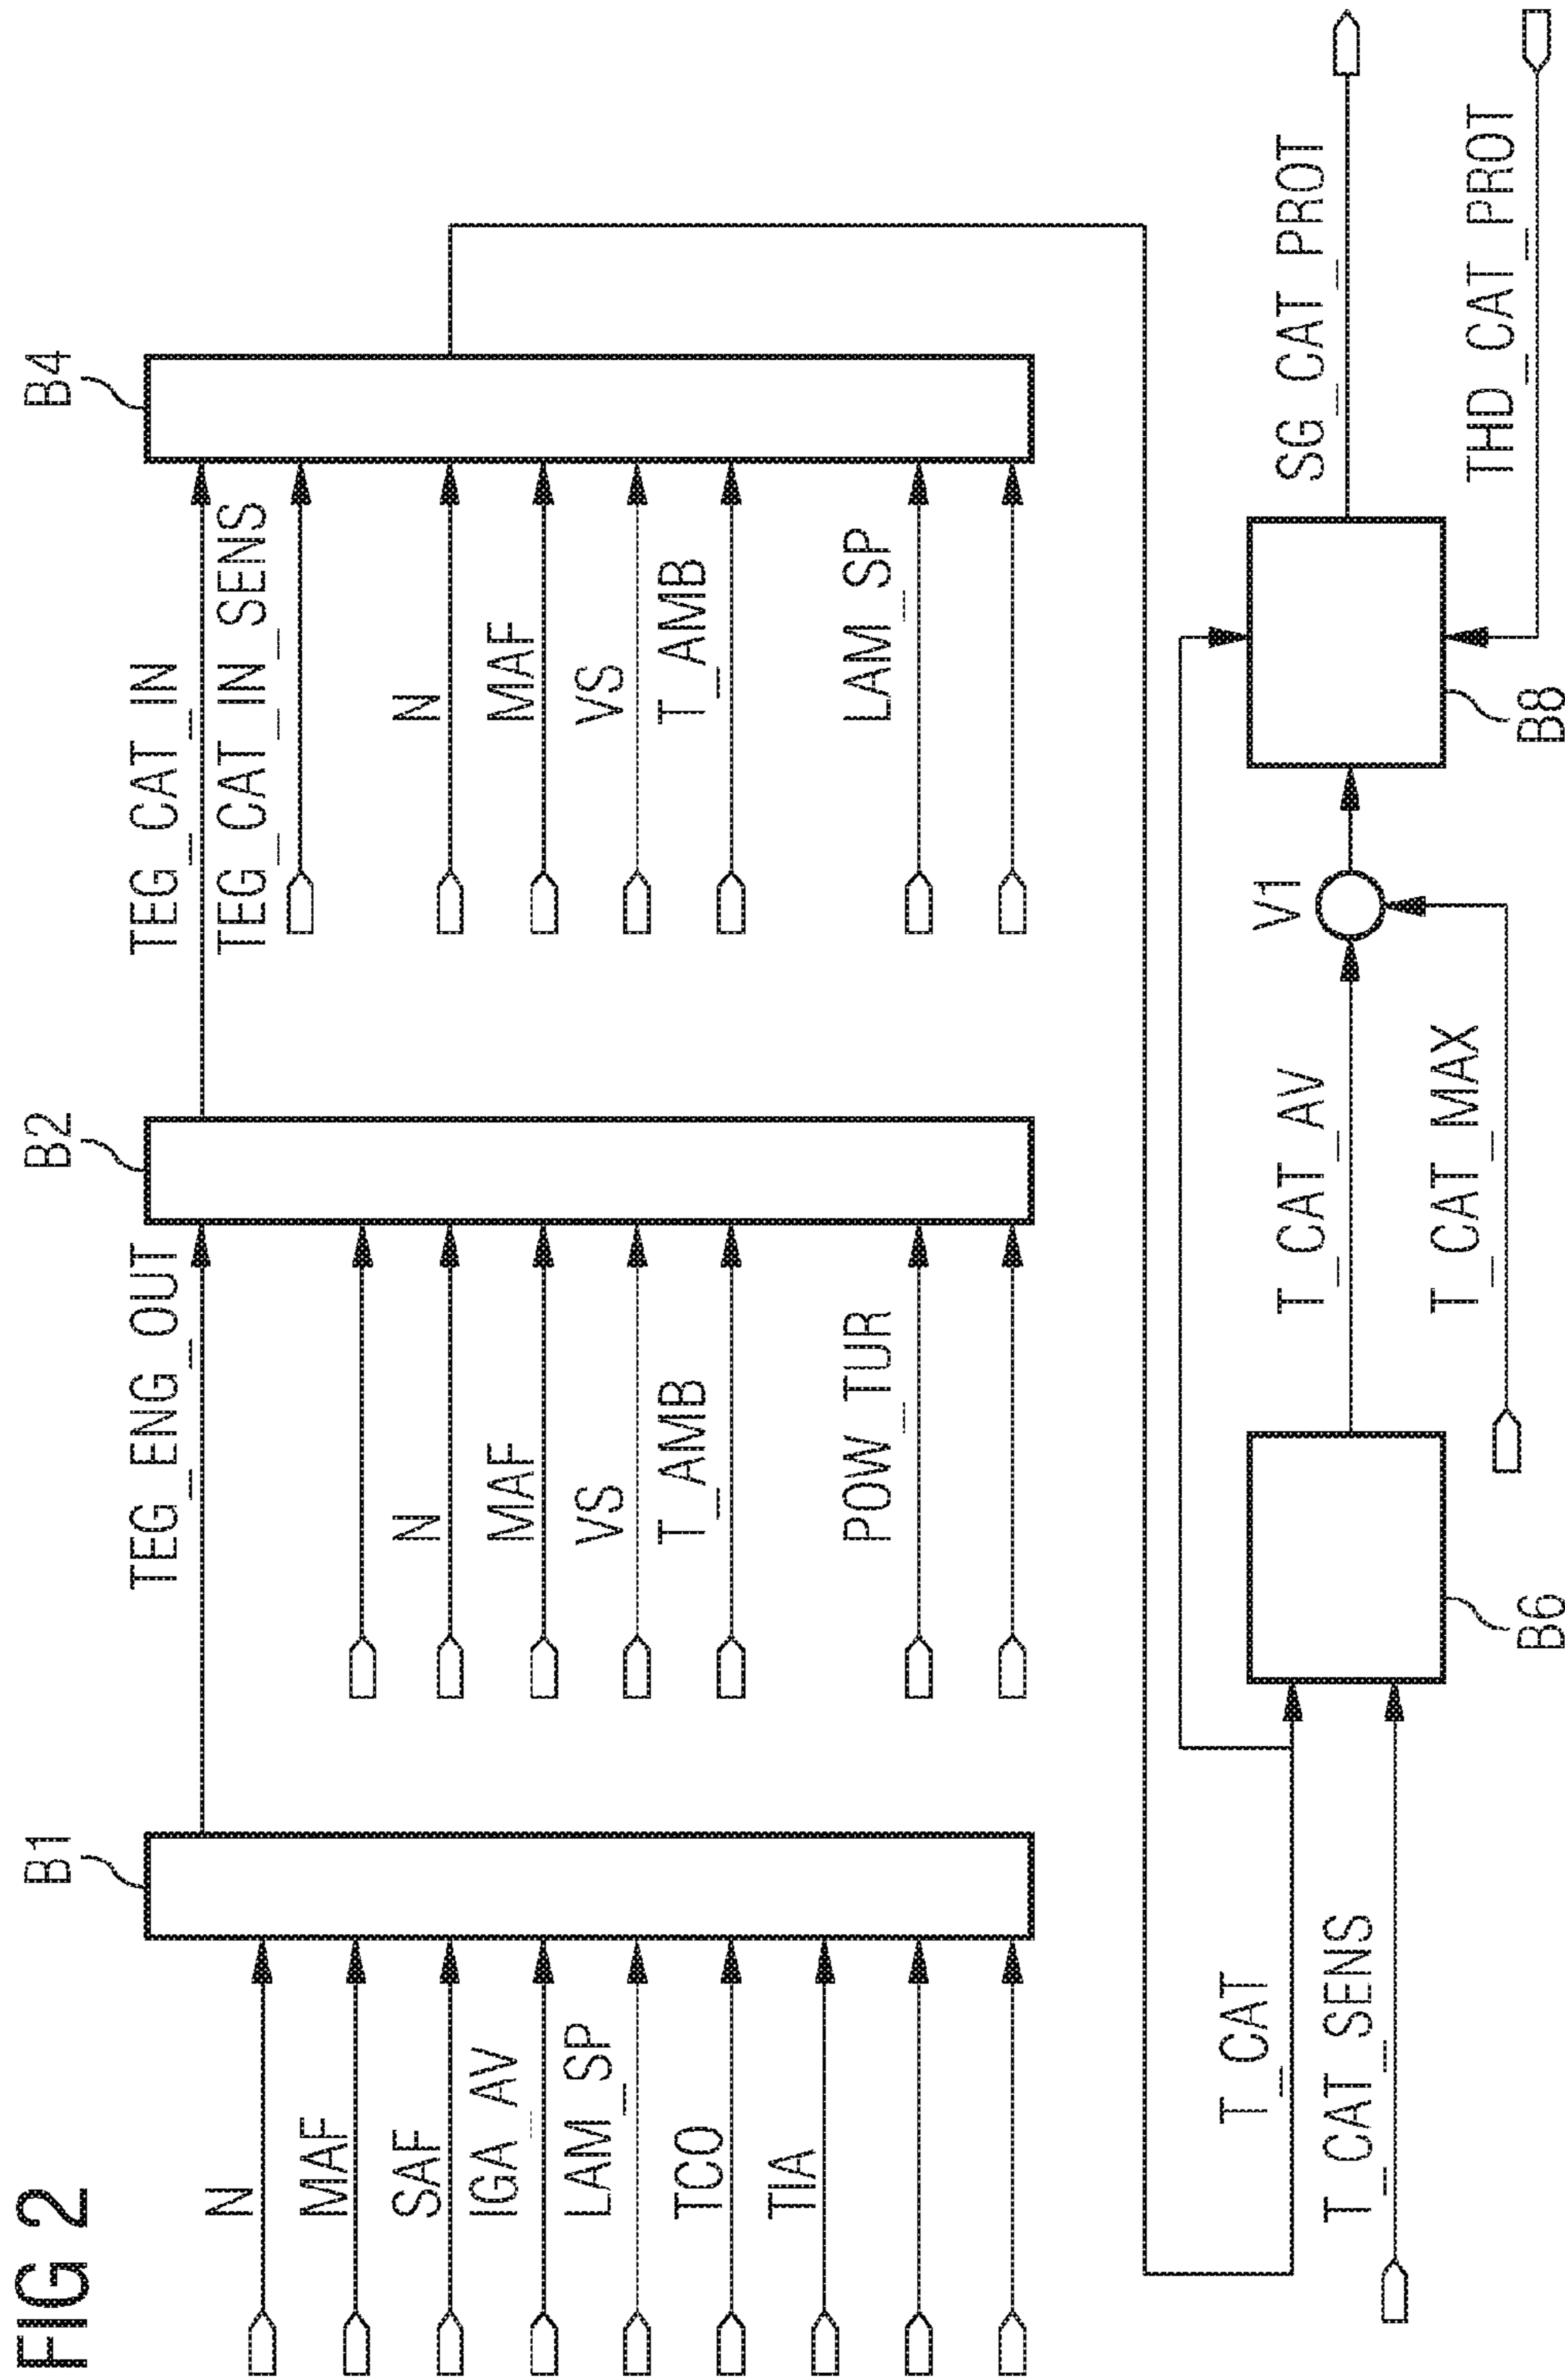 FIG 2
B1
B2
B4
N
MAF
SAF
IGA_AV
LAM_SP
TCO
TIA
TEG_ENG_OUT
N
MAF
VS
T_AMB
POW_TUR
TEG_CAT_IN
TEG_CAT_IN_SENS
N
MAF
VS
T_AMB
LAM_SP
T_CAT
T_CAT_SENS
B6
T_CAT_AV
T_CAT_MAX
V1
B8
SG_CAT_PROT
THD_CAT_PROT